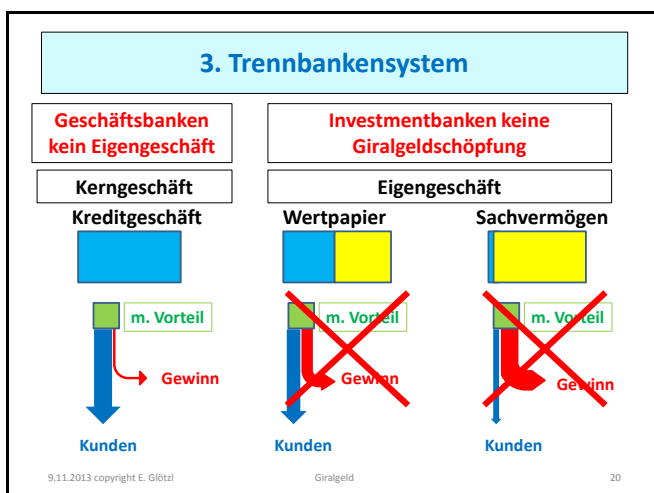 3. Trennbankensystem
Geschäftsbanken
kein Eigengeschäft
Investmentbanken keine
Giralgeldschöpfung
Kerngeschäft
Eigengeschäft
Kreditgeschäft
Wertpapier
Sachvermögen
m. Vorteil
m. Vorteil
m. Vorteil
Gewinn
Gewinn
Gewinn
Kunden
Kunden
Kunden
9.11.2013 copyright E. Glötzl
Giralgeld
20